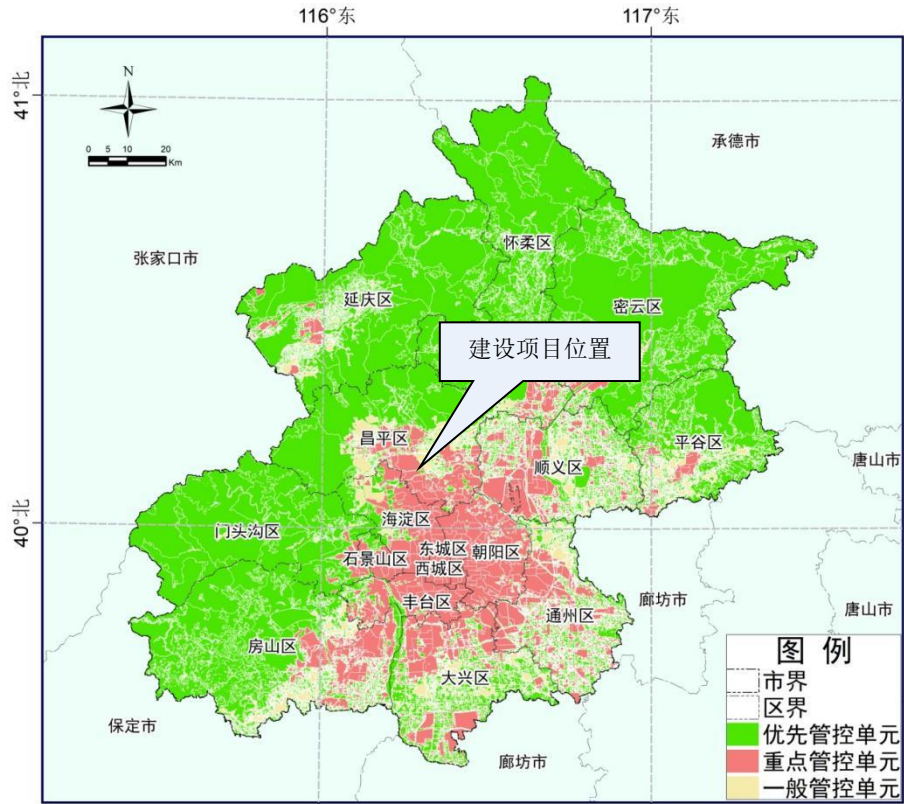 116°东
117°东
41°北
N
0 5 10 20
Km
承德市
怀柔区
张家口市
延庆区
密云区
建设项目位置
昌平区
平谷区
顺义区
唐山市
40°北
海淀区
门头沟区
东城区
朝阳区
石景山区
西城区
丰台区
廊坊市
通州区
唐山市
房山区
大兴区
保定市
廊坊市
图 例
市界
区界
优先管控单元
重点管控单元
一般管控单元